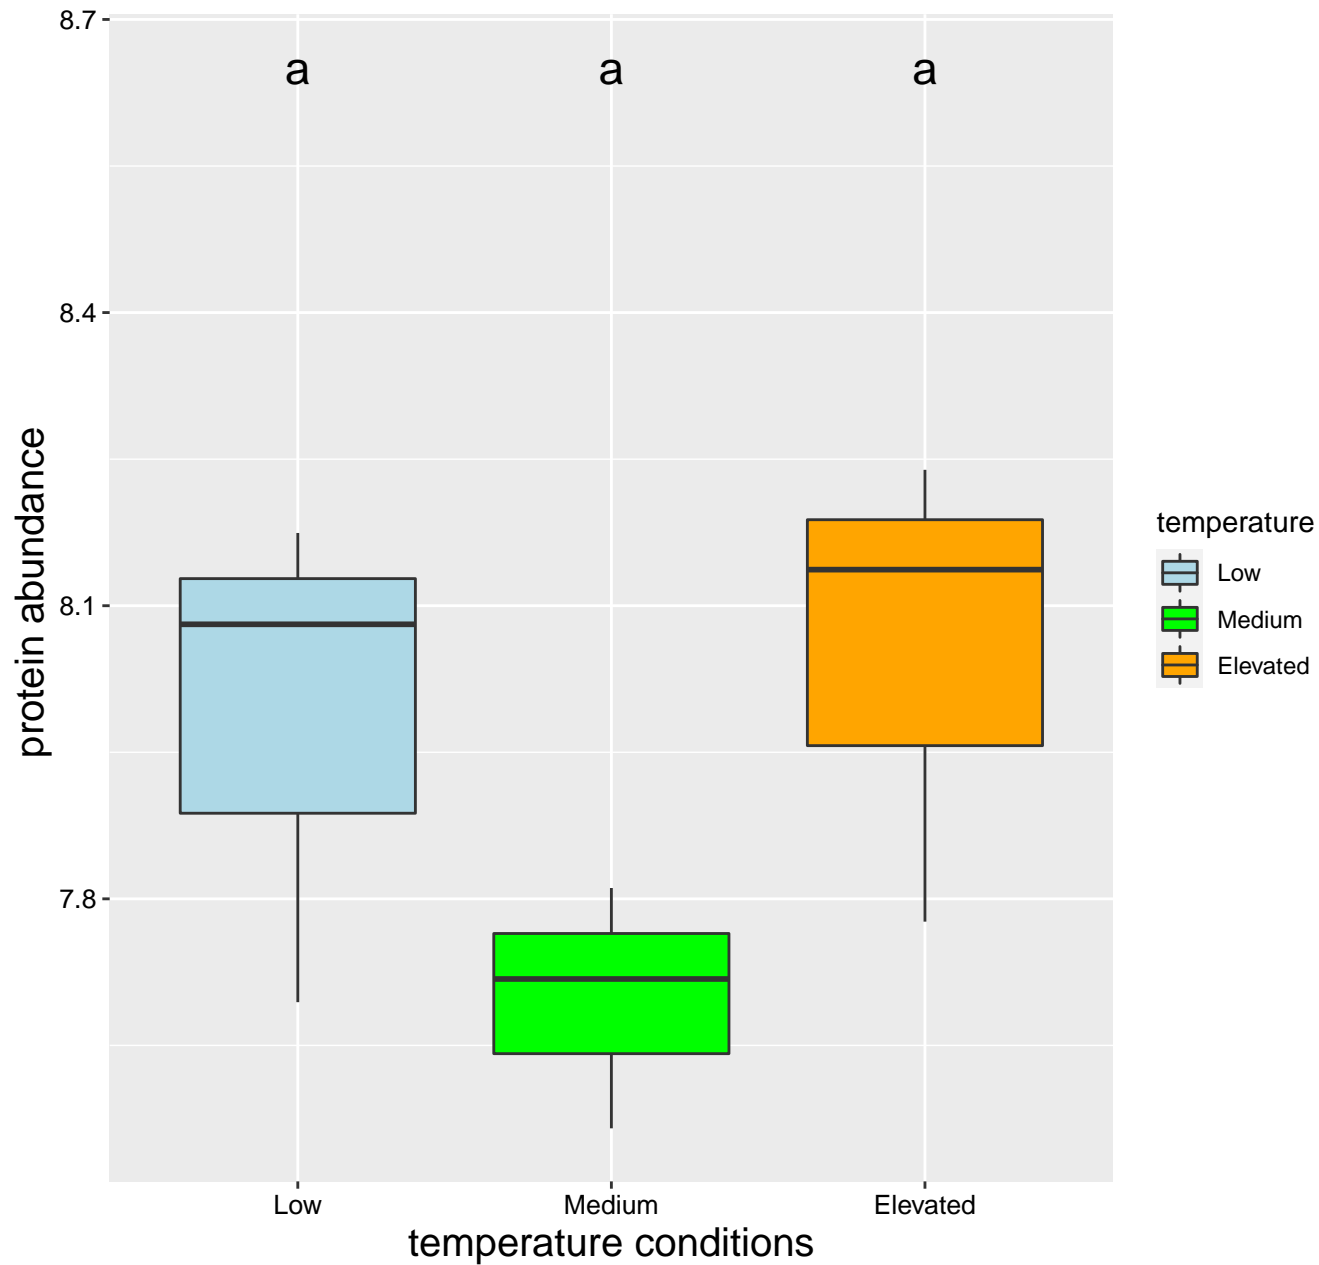 8.7
a a a
8.4
8.1
7.8
protein abundance
Low Medium Elevated
temperature conditions
temperature
Low
Medium
Elevated